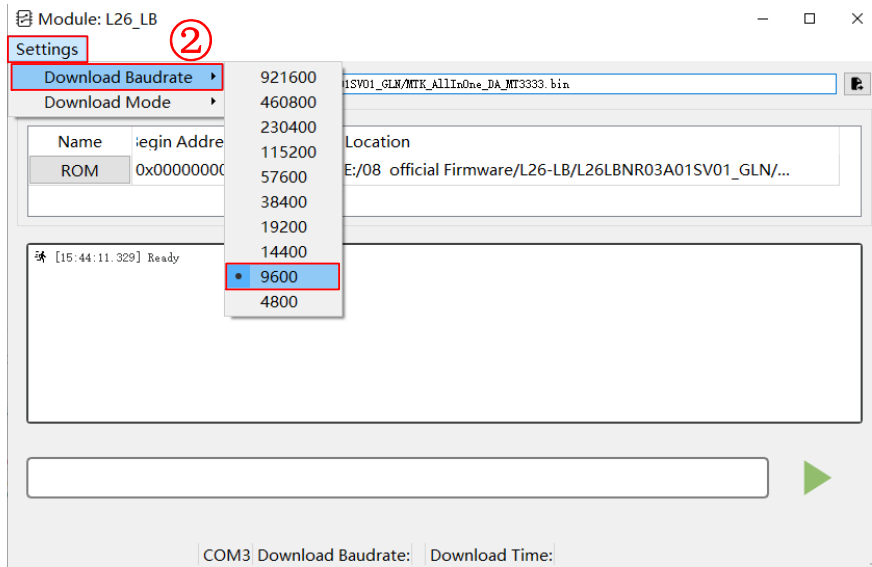 Module: L26_LB
Settings
②
Download Baudrate
Download Mode
921600
460800
230400
115200
57600
38400
19200
14400
9600
4800
1SV01_GLN/MTK_AllInOne_DA_MT3333.bin
Name
egin Addre
Location
ROM
0x00000000
E:/08 official Firmware/L26-LB/L26LBNR03A01SV01_GLN/...
[15:44:11.329] Ready
COM3
Download Baudrate:
Download Time: